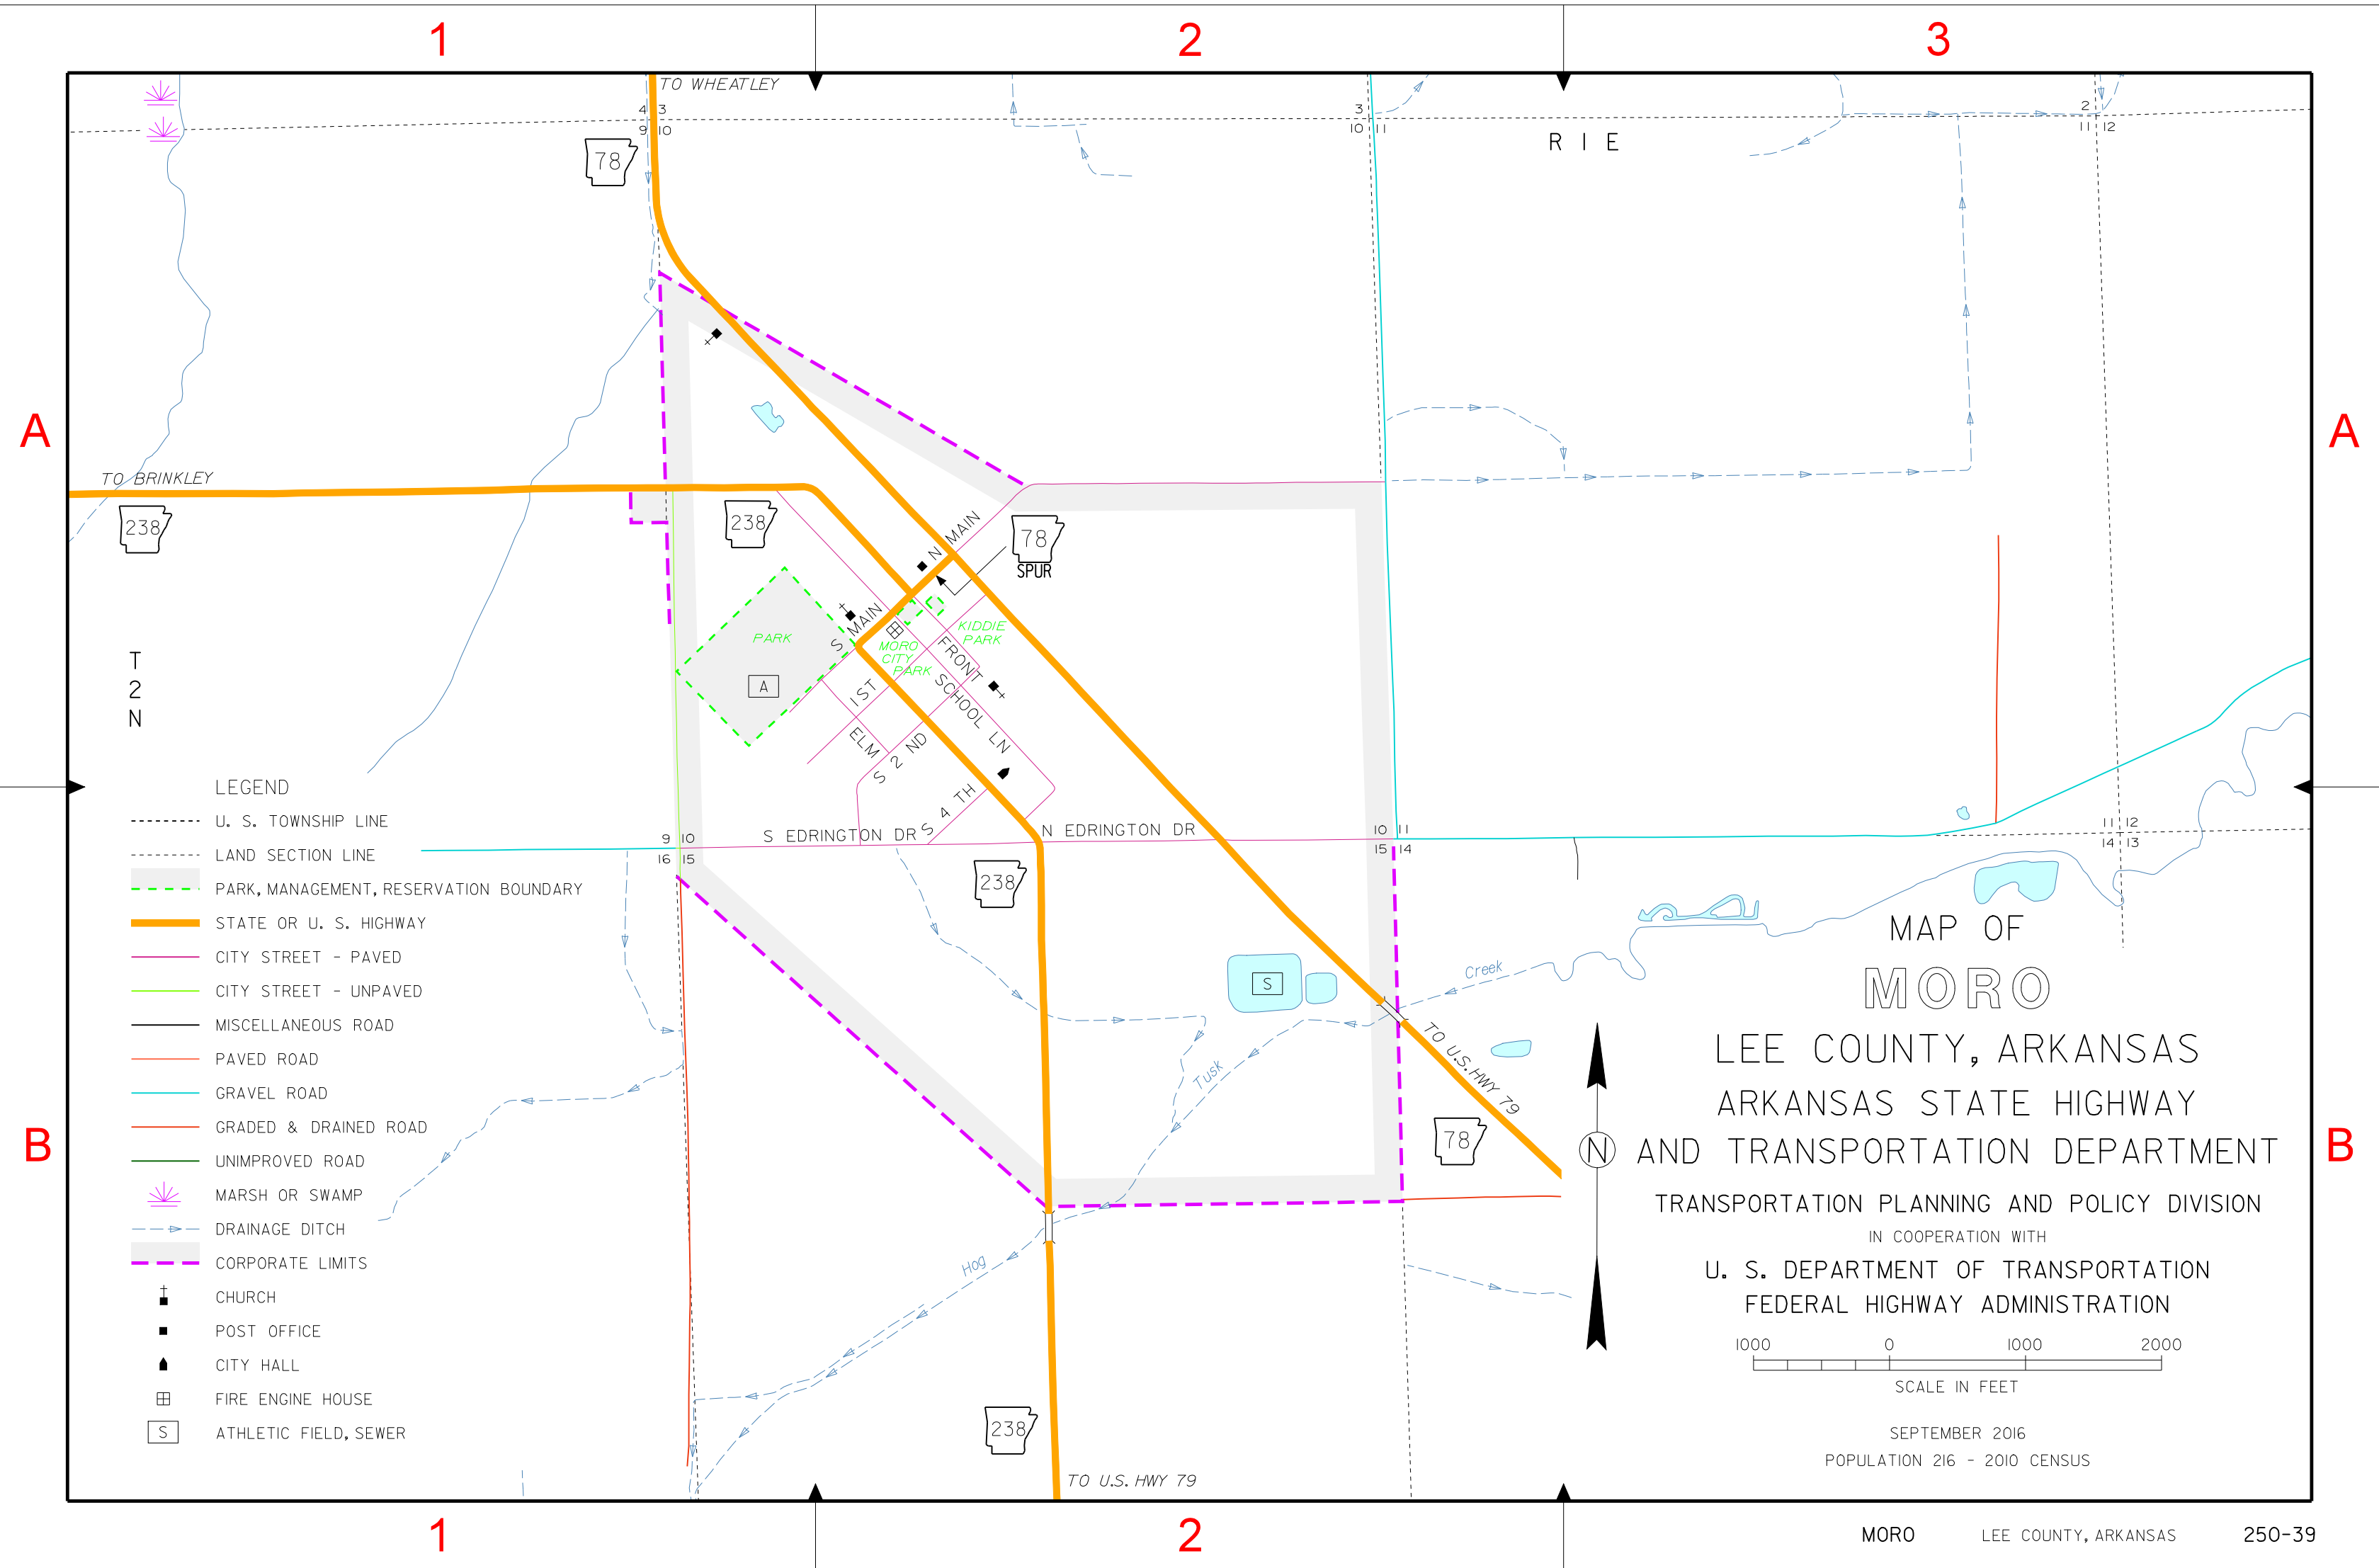 1
2
3
TO WHEATLEY
4 3
9 10
3
10 11
2
11 12
R 1 E
78
A
A
TO BRINKLEY
238
238
N MAIN
78
SPUR
S MAIN
PARK
A
MORO
CITY
PARK
KIDDIE
PARK
FRONT
1ST
SCHOOL LN
ELM
S 2 ND
S 4 TH
T
2
N
9 10
16 15
S EDRINGTON DR
N EDRINGTON DR
10 11
15 14
11 12
14 13
238
S
Creek
Tusk
Hog
TO U.S. HWY 79
78
238
TO U.S. HWY 79
B
B
LEGEND
U. S. TOWNSHIP LINE
LAND SECTION LINE
PARK, MANAGEMENT, RESERVATION BOUNDARY
STATE OR U. S. HIGHWAY
CITY STREET - PAVED
CITY STREET - UNPAVED
MISCELLANEOUS ROAD
PAVED ROAD
GRAVEL ROAD
GRADED & DRAINED ROAD
UNIMPROVED ROAD
MARSH OR SWAMP
DRAINAGE DITCH
CORPORATE LIMITS
CHURCH
POST OFFICE
CITY HALL
FIRE ENGINE HOUSE
S ATHLETIC FIELD, SEWER
MAP OF
MORO
LEE COUNTY, ARKANSAS
ARKANSAS STATE HIGHWAY
AND TRANSPORTATION DEPARTMENT
TRANSPORTATION PLANNING AND POLICY DIVISION
IN COOPERATION WITH
U. S. DEPARTMENT OF TRANSPORTATION
FEDERAL HIGHWAY ADMINISTRATION
N
1000 0 1000 2000
SCALE IN FEET
SEPTEMBER 2016
POPULATION 216 - 2010 CENSUS
1
2
MORO LEE COUNTY, ARKANSAS 250-39